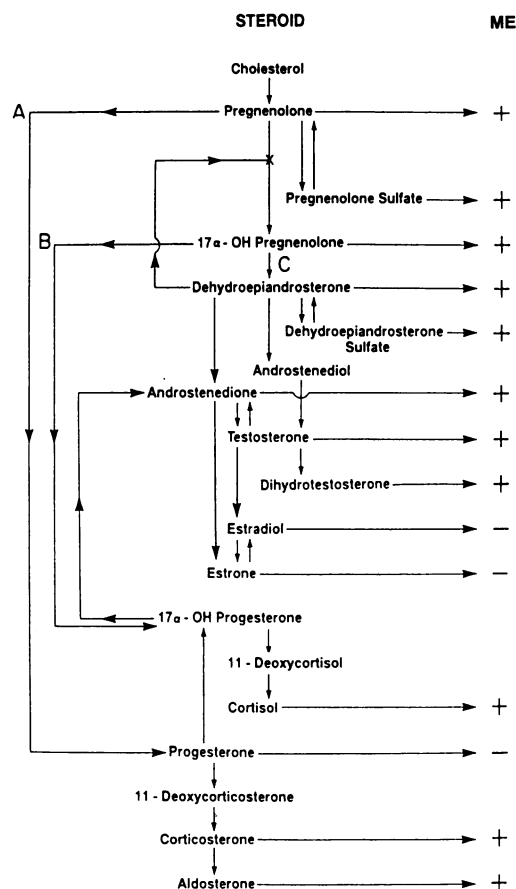 STEROID ME
Cholesterol
A Pregnenolone +
Pregnenolone Sulfate +
B 17α - OH Pregnenolone +
C
Dehydroepiandrosterone +
Dehydroepiandrosterone +
Sulfate
Androstenediol
Androstenedione +
Testosterone +
Dihydrotestosterone +
Estradiol −
Estrone −
17α - OH Progesterone
11 - Deoxycortisol
Cortisol +
Progesterone −
11 - Deoxycorticosterone
Corticosterone +
Aldosterone +